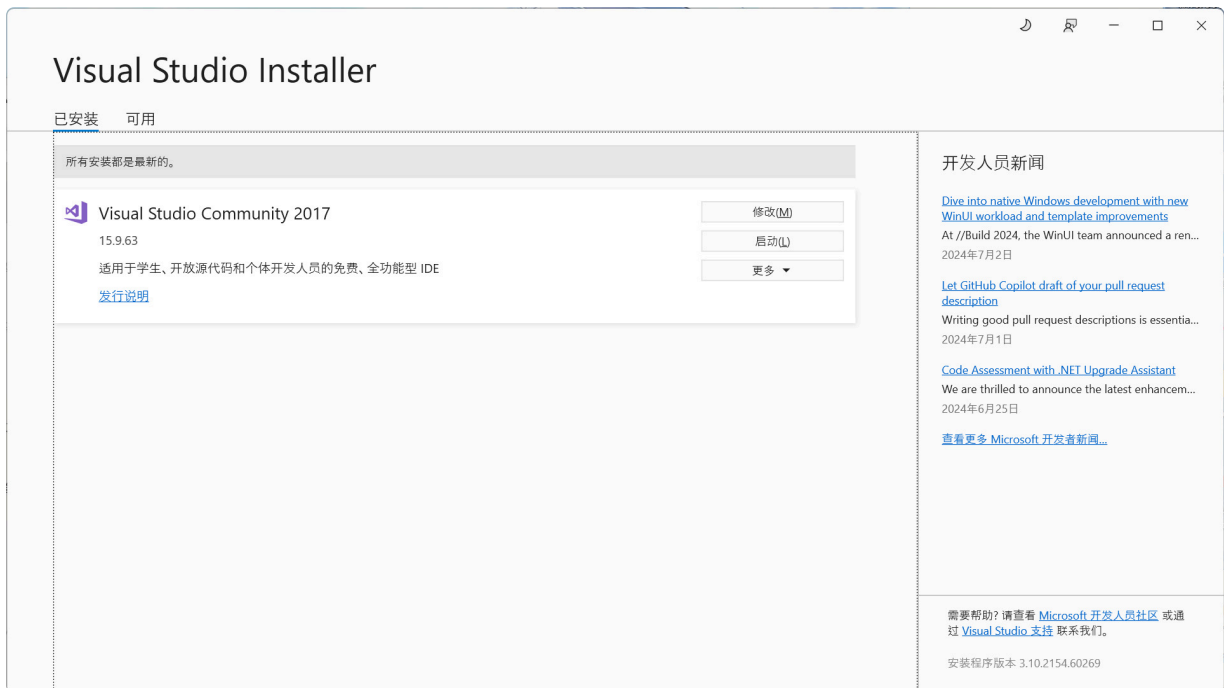 Visual Studio Installer
已安装 可用
所有安装都是最新的。
Visual Studio Community 2017
15.9.63
适用于学生、开放源代码和个体开发人员的免费、全功能型 IDE
发行说明
修改(M)
启动(L)
更多
开发人员新闻
Dive into native Windows development with new
WinUI workload and template improvements
At //Build 2024, the WinUI team announced a ren...
2024年7月2日
Let GitHub Copilot draft of your pull request
description
Writing good pull request descriptions is essentia...
2024年7月1日
Code Assessment with .NET Upgrade Assistant
We are thrilled to announce the latest enhancem...
2024年6月25日
查看更多 Microsoft 开发者新闻...
需要帮助? 请查看 Microsoft 开发人员社区 或通
过 Visual Studio 支持 联系我们。
安装程序版本 3.10.2154.60269